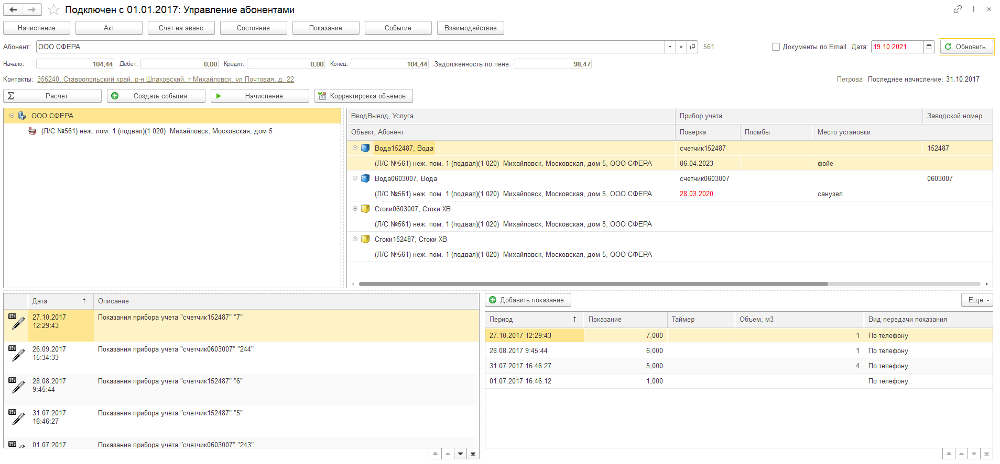 Подключен с 01.01.2017: Управление абонентами
Начисление Акт Счет на аванс Состояние Показание Событие Взаимодействие
Абонент: ООО СФЕРА 561 Документы по Email Дата: 19.10.2021 Обновить
Начало: 104,44 Дебет: 0,00 Кредит: 0,00 Конец: 104,44 Задолженность по пене: 98,47
Контакты: 356240, Ставропольский край, р-н Шпаковский, г Михайловск, ул Почтовая, д. 22 Петрова Последнее начисление: 31.10.2017
Расчет Создать события Начисление Корректировка объемов
ООО СФЕРА
(Л/С №561) неж. пом. 1 (подвал)(1 020) Михайловск, Московская, дом 5
ВводВывод, Услуга Прибор учета Заводской номер
Объект, Абонент Поверка Пломбы Место установки
Вода152487, Вода счетчик152487 152487
(Л/С №561) неж. пом. 1 (подвал)(1 020) Михайловск, Московская, дом 5, ООО СФЕРА 06.04.2023 фойе
Вода0603007, Вода счетчик0603007 0603007
(Л/С №561) неж. пом. 1 (подвал)(1 020) Михайловск, Московская, дом 5, ООО СФЕРА 28.03.2020 санузел
Стоки0603007, Стоки ХВ
(Л/С №561) неж. пом. 1 (подвал)(1 020) Михайловск, Московская, дом 5, ООО СФЕРА
Стоки152487, Стоки ХВ
(Л/С №561) неж. пом. 1 (подвал)(1 020) Михайловск, Московская, дом 5, ООО СФЕРА
Дата Описание
27.10.2017 Показания прибора учета "счетчик152487" "7"
12:29:43
26.09.2017 Показания прибора учета "счетчик0603007" "244"
15:34:33
28.08.2017 Показания прибора учета "счетчик152487" "6"
9:45:44
31.07.2017 Показания прибора учета "счетчик152487" "5"
16:46:27
01.07.2017 Показания прибора учета "счетчик0603007" "243"
Добавить показание Еще
Период Показание Таймер Объем, м3 Вид передачи показания
27.10.2017 12:29:43 7,000 1 По телефону
28.08.2017 9:45:44 6,000 1 По телефону
31.07.2017 16:46:27 5,000 4 По телефону
01.07.2017 16:46:12 1,000 По телефону